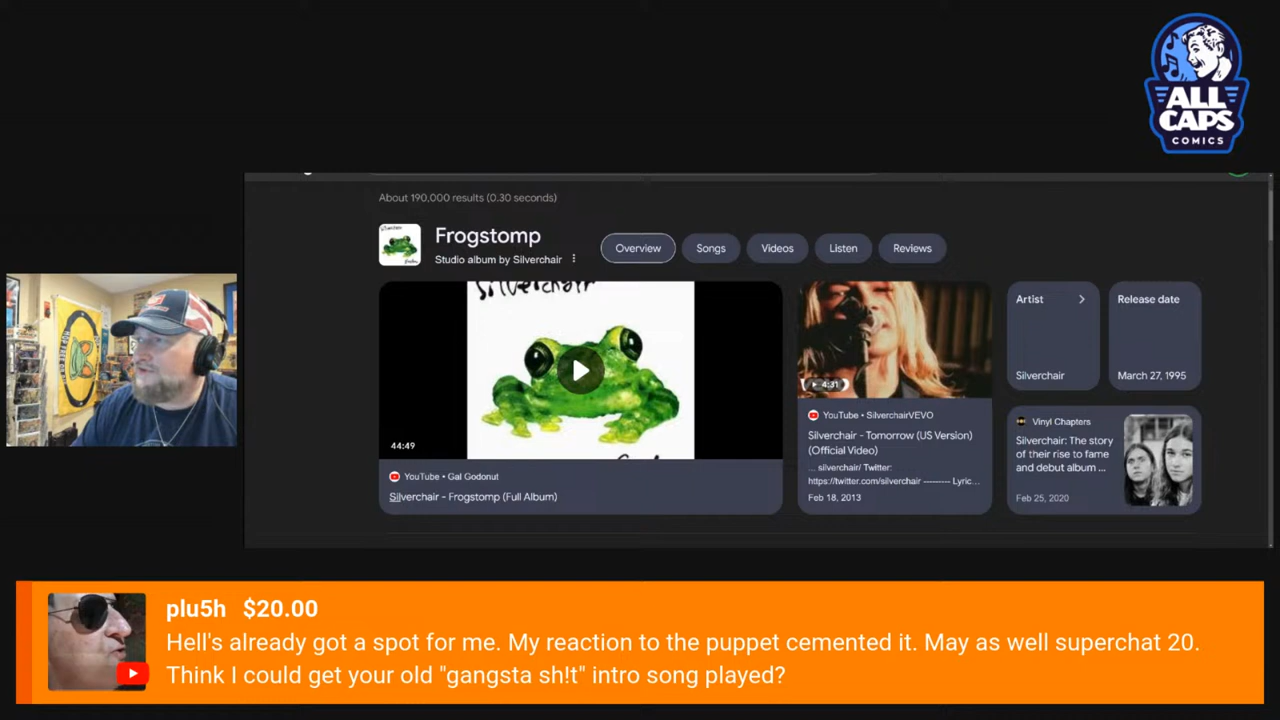 ALL
CAPS
COMICS
About 190,000 results (0.30 seconds)
Frogstomp
Studio album by Silverchair
Overview
Songs
Videos
Listen
Reviews
silverchair
44:49
YouTube • Gal Godonut
Silverchair - Frogstomp (Full Album)
4:31
YouTube • SilverchairVEVO
Silverchair - Tomorrow (US Version)
(Official Video)
... silverchair/ Twitter:
https://twitter.com/silverchair --------- Lyric...
Feb 18, 2013
Artist
Silverchair
Release date
March 27, 1995
Vinyl Chapters
Silverchair: The story
of their rise to fame
and debut album ...
Feb 25, 2020
plu5h $20.00
Hell's already got a spot for me. My reaction to the puppet cemented it. May as well superchat 20.
Think I could get your old "gangsta sh!t" intro song played?